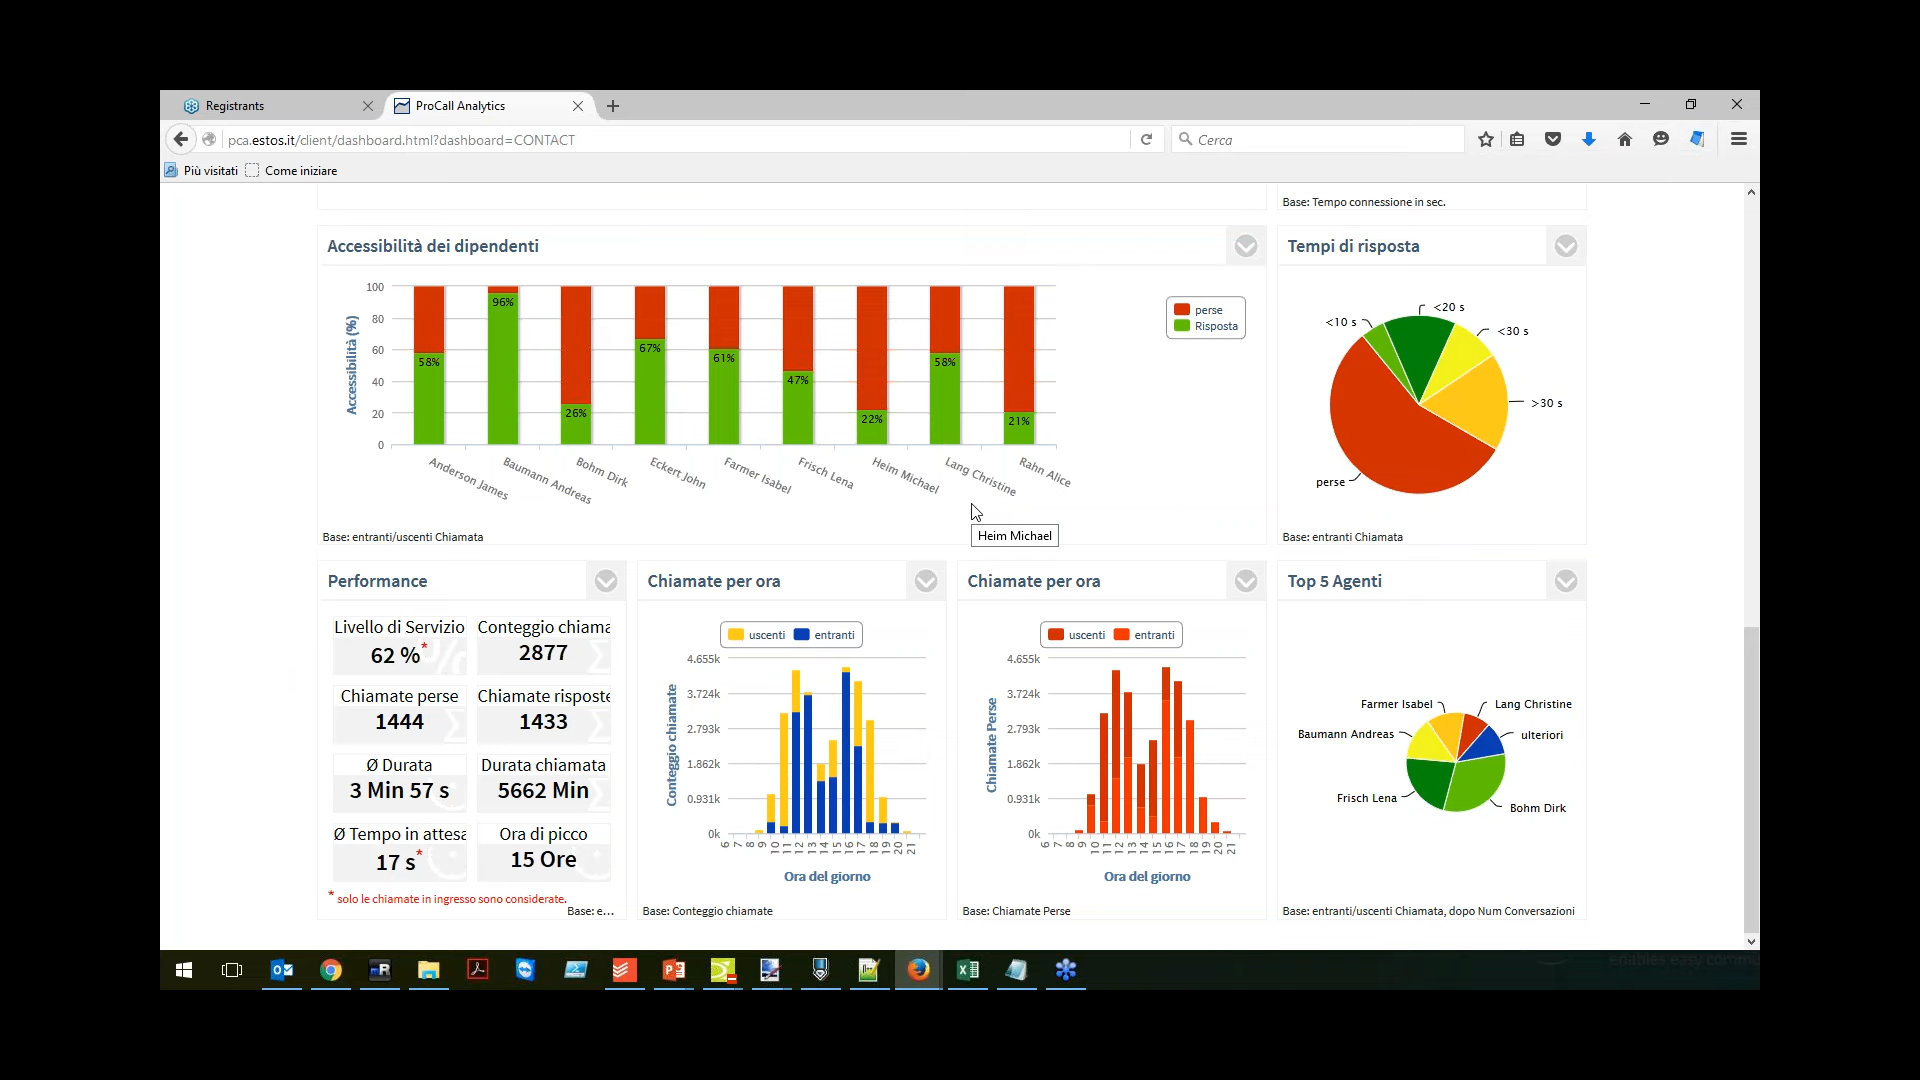 Registrants
ProCall Analytics
pca.estos.it/client/dashboard.html?dashboard=CONTACT
Cerca
Più visitati
Come iniziare
Base: Tempo connessione in sec.
Accessibilità dei dipendenti
Accessibilità (%)
100
80
60
40
20
0
58%
96%
26%
67%
61%
47%
22%
58%
21%
Anderson James
Baumann Andreas
Bohm Dirk
Eckert John
Farmer Isabel
Frisch Lena
Heim Michael
Lang Christine
Rahn Alice
perse
Risposta
Base: entranti/uscenti Chiamata
Heim Michael
Tempi di risposta
<10 s
<20 s
<30 s
>30 s
perse
Base: entranti Chiamata
Performance
Livello di Servizio
62 %*
Conteggio chiama
2877
Chiamate perse
1444
Chiamate risposte
1433
Ø Durata
3 Min 57 s
Durata chiamata
5662 Min
Ø Tempo in attesa
17 s*
Ora di picco
15 Ore
* solo le chiamate in ingresso sono considerate.
Base: e...
Chiamate per ora
uscenti
entranti
Conteggio chiamate
4.655k
3.724k
2.793k
1.862k
0.931k
0k
6 7 8 9 10 11 12 13 14 15 16 17 18 19 20 21
Ora del giorno
Base: Conteggio chiamate
Chiamate per ora
uscenti
entranti
Chiamate Perse
4.655k
3.724k
2.793k
1.862k
0.931k
0k
6 7 8 9 10 11 12 13 14 15 16 17 18 19 20 21
Ora del giorno
Base: Chiamate Perse
Top 5 Agenti
Farmer Isabel
Lang Christine
Baumann Andreas
ulteriori
Frisch Lena
Bohm Dirk
Base: entranti/uscenti Chiamata, dopo Num Conversazioni
enables easy commu